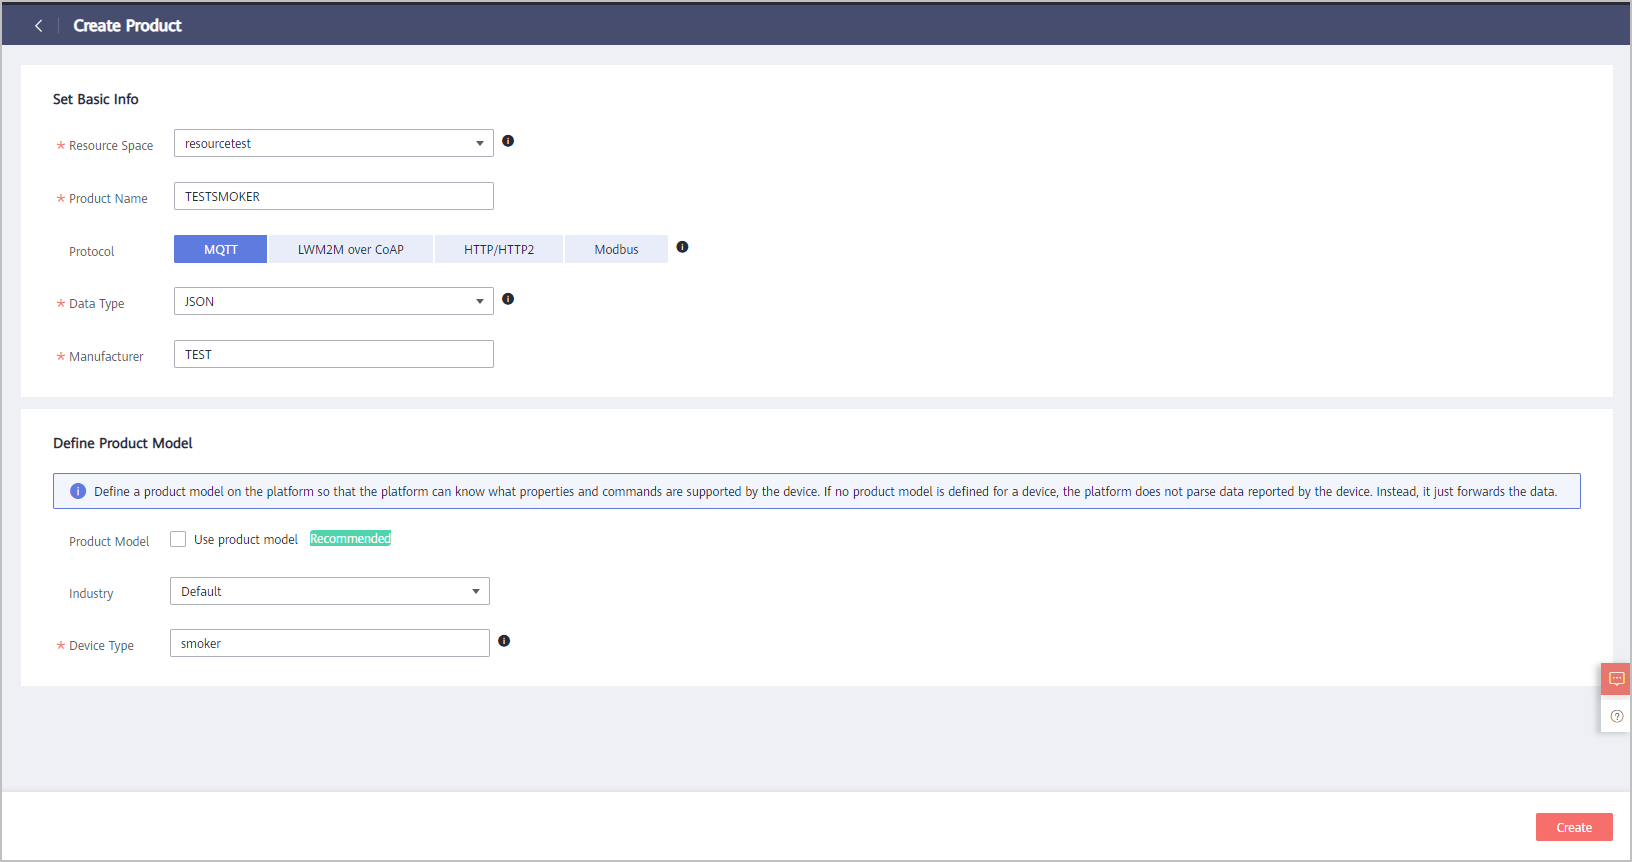 Create Product
Set Basic Info
* Resource Space resourcetest
* Product Name TESTSMOKER
Protocol MQTT LWM2M over CoAP HTTP/HTTP2 Modbus
* Data Type JSON
* Manufacturer TEST
Define Product Model
Define a product model on the platform so that the platform can know what properties and commands are supported by the device. If no product model is defined for a device, the platform does not parse data reported by the device. Instead, it just forwards the data.
Product Model Use product model Recommended
Industry Default
* Device Type smoker
Create